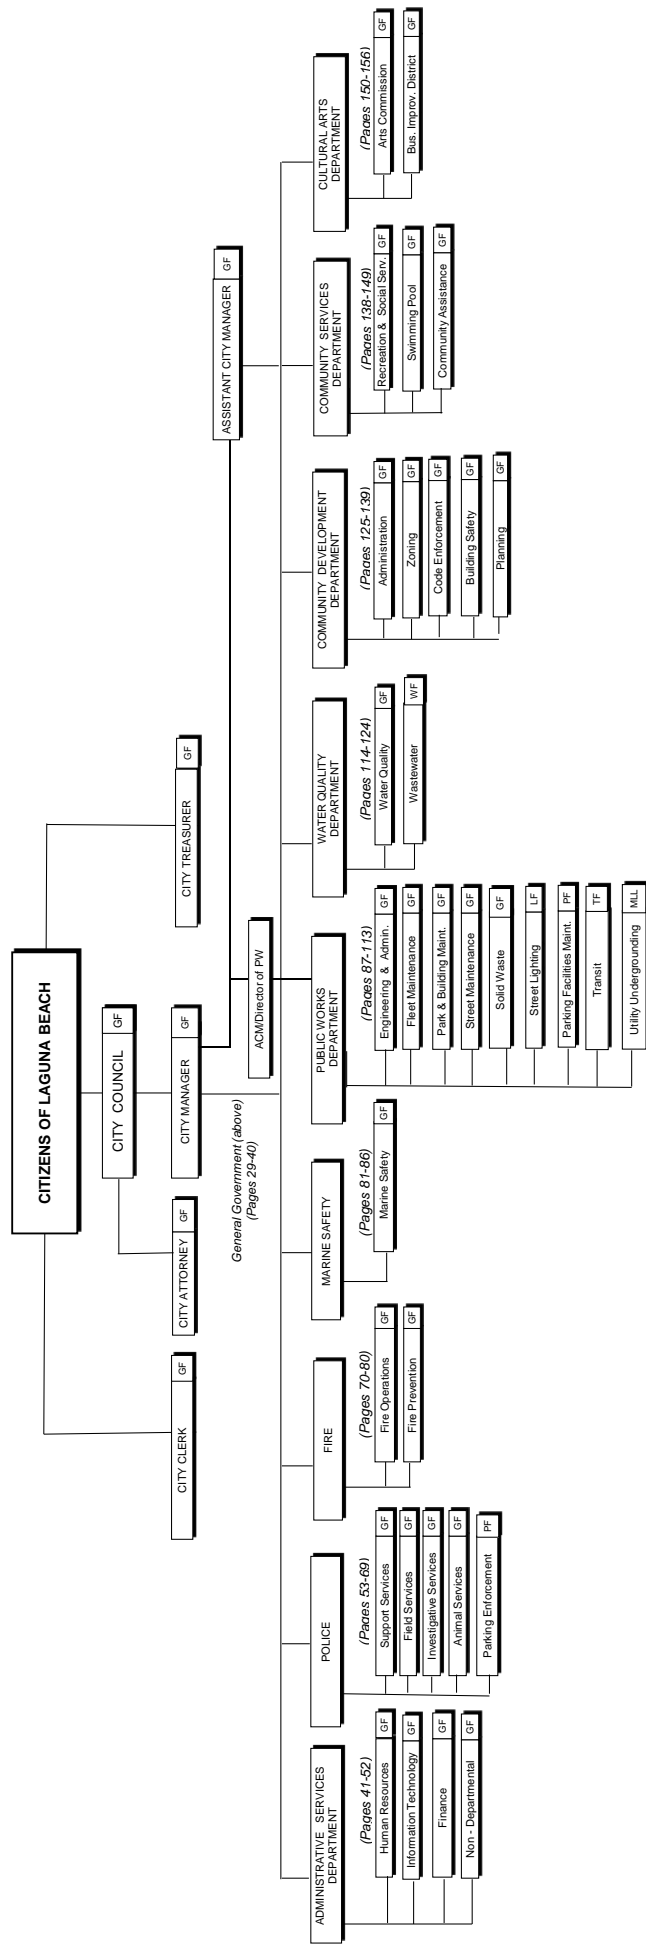 CITIZENS OF LAGUNA BEACH
CITY CLERK GF
CITY ATTORNEY GF
CITY COUNCIL GF
CITY MANAGER GF
CITY TREASURER GF
General Government (above)
(Pages 29-40)
ACM/Director of PW
ASSISTANT CITY MANAGER GF
ADMINISTRATIVE SERVICES
DEPARTMENT
(Pages 41-52)
Human Resources GF
Information Technology GF
Finance GF
Non - Departmental GF
POLICE
(Pages 53-69)
Support Services GF
Field Services GF
Investigative Services GF
Animal Services GF
Parking Enforcement PF
FIRE
(Pages 70-80)
Fire Operations GF
Fire Prevention GF
MARINE SAFETY
(Pages 81-86)
Marine Safety GF
PUBLIC WORKS
DEPARTMENT
(Pages 87-113)
Engineering & Admin. GF
Fleet Maintenance GF
Park & Building Maint. GF
Street Maintenance GF
Solid Waste GF
Street Lighting LF
Parking Facilities Maint. PF
Transit TF
Utility Undergrounding MLL
WATER QUALITY
DEPARTMENT
(Pages 114-124)
Water Quality GF
Wastewater WF
COMMUNITY DEVELOPMENT
DEPARTMENT
(Pages 125-139)
Administration GF
Zoning GF
Code Enforcement GF
Building Safety GF
Planning GF
COMMUNITY SERVICES
DEPARTMENT
(Pages 138-149)
Recreation & Social Serv. GF
Swimming Pool GF
Community Assistance GF
CULTURAL ARTS
DEPARTMENT
(Pages 150-156)
Arts Commission GF
Bus. Improv. District GF